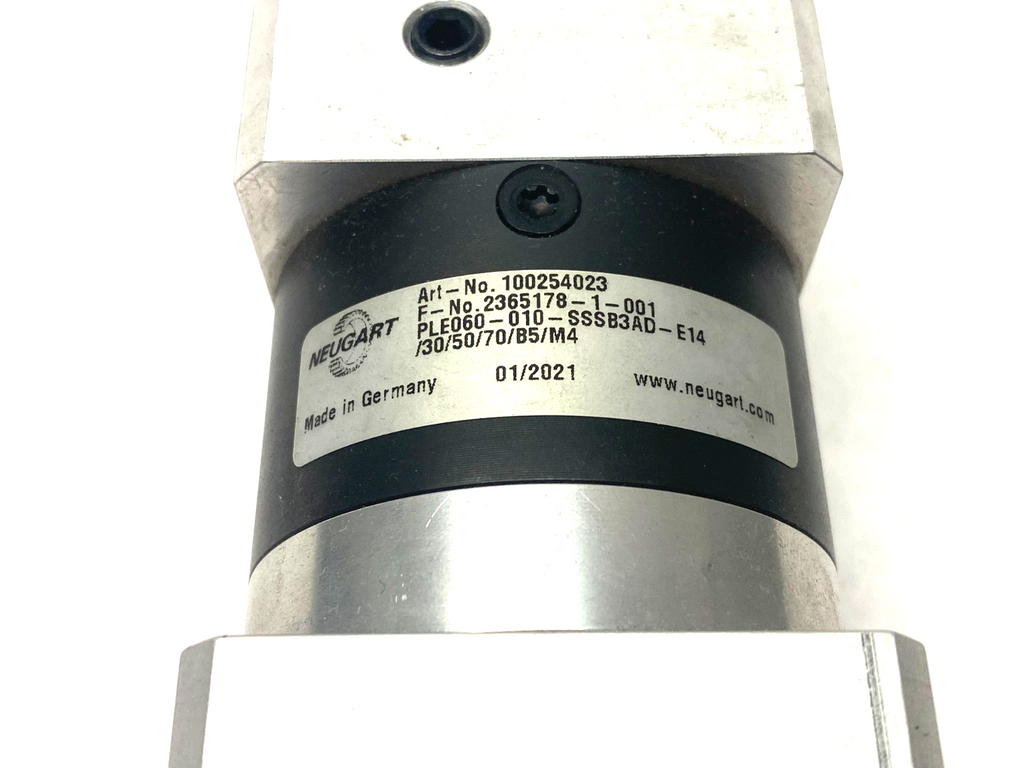 NEUGART
Art-No. 100254023
F-No. 2365178-1-001
PLE060-010-SSSB3AD-E14
/30/50/70/B5/M4
Made in Germany 01/2021 www.neugart.com